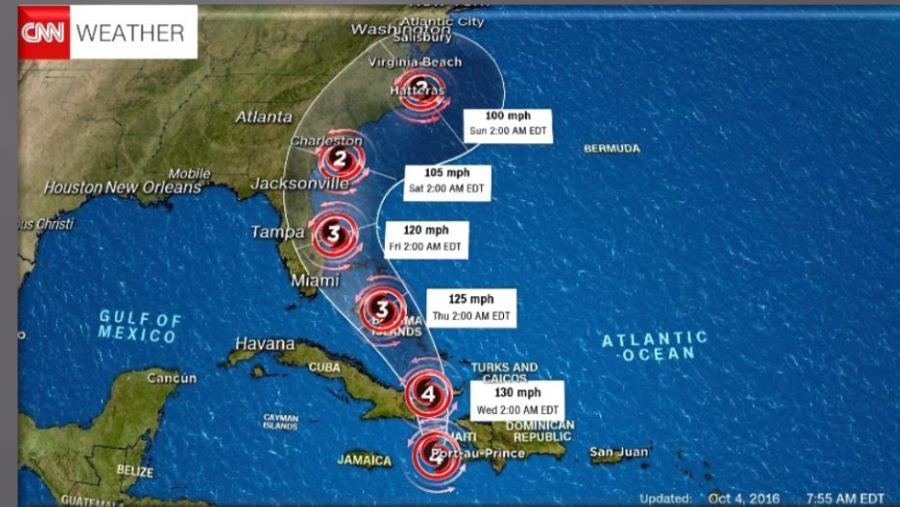 CNN WEATHER
Atlantic City
Washington
Salisbury
Virginia Beach
2
Hatteras
100 mph
Sun 2:00 AM EDT
Atlanta
Charleston
2
BERMUDA
Mobile
105 mph
Sat 2:00 AM EDT
Houston
New Orleans
Jacksonville
Tampa
3
120 mph
Fri 2:00 AM EDT
Miami
3
125 mph
Thu 2:00 AM EDT
GULF OF
MEXICO
ISLANDS
ATLANTIC
OCEAN
Havana
CUBA
TURKS AND
CAICOS
Cancún
4
130 mph
Wed 2:00 AM EDT
CAYMAN
ISLANDS
DOMINICAN
REPUBLIC
4
Port-au-Prince
San Juan
JAMAICA
BELIZE
Updated: Oct 4, 2016 7:55 AM EDT